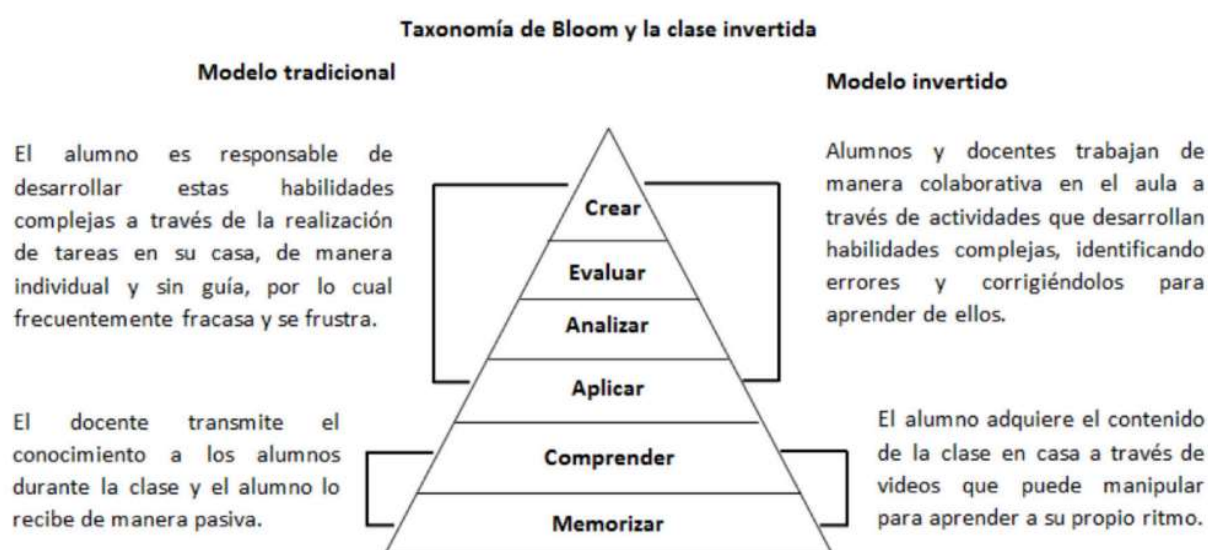 Taxonomía de Bloom y la clase invertida
Modelo tradicional
Modelo invertido
El alumno es responsable de
desarrollar estas habilidades
complejas a través de la realización
de tareas en su casa, de manera
individual y sin guía, por lo cual
frecuentemente fracasa y se frustra.
El docente transmite el
conocimiento a los alumnos
durante la clase y el alumno lo
recibe de manera pasiva.
Crear
Evaluar
Analizar
Aplicar
Comprender
Memorizar
Alumnos y docentes trabajan de
manera colaborativa en el aula a
través de actividades que desarrollan
habilidades complejas, identificando
errores y corrigiéndolos para
aprender de ellos.
El alumno adquiere el contenido
de la clase en casa a través de
videos que puede manipular
para aprender a su propio ritmo.